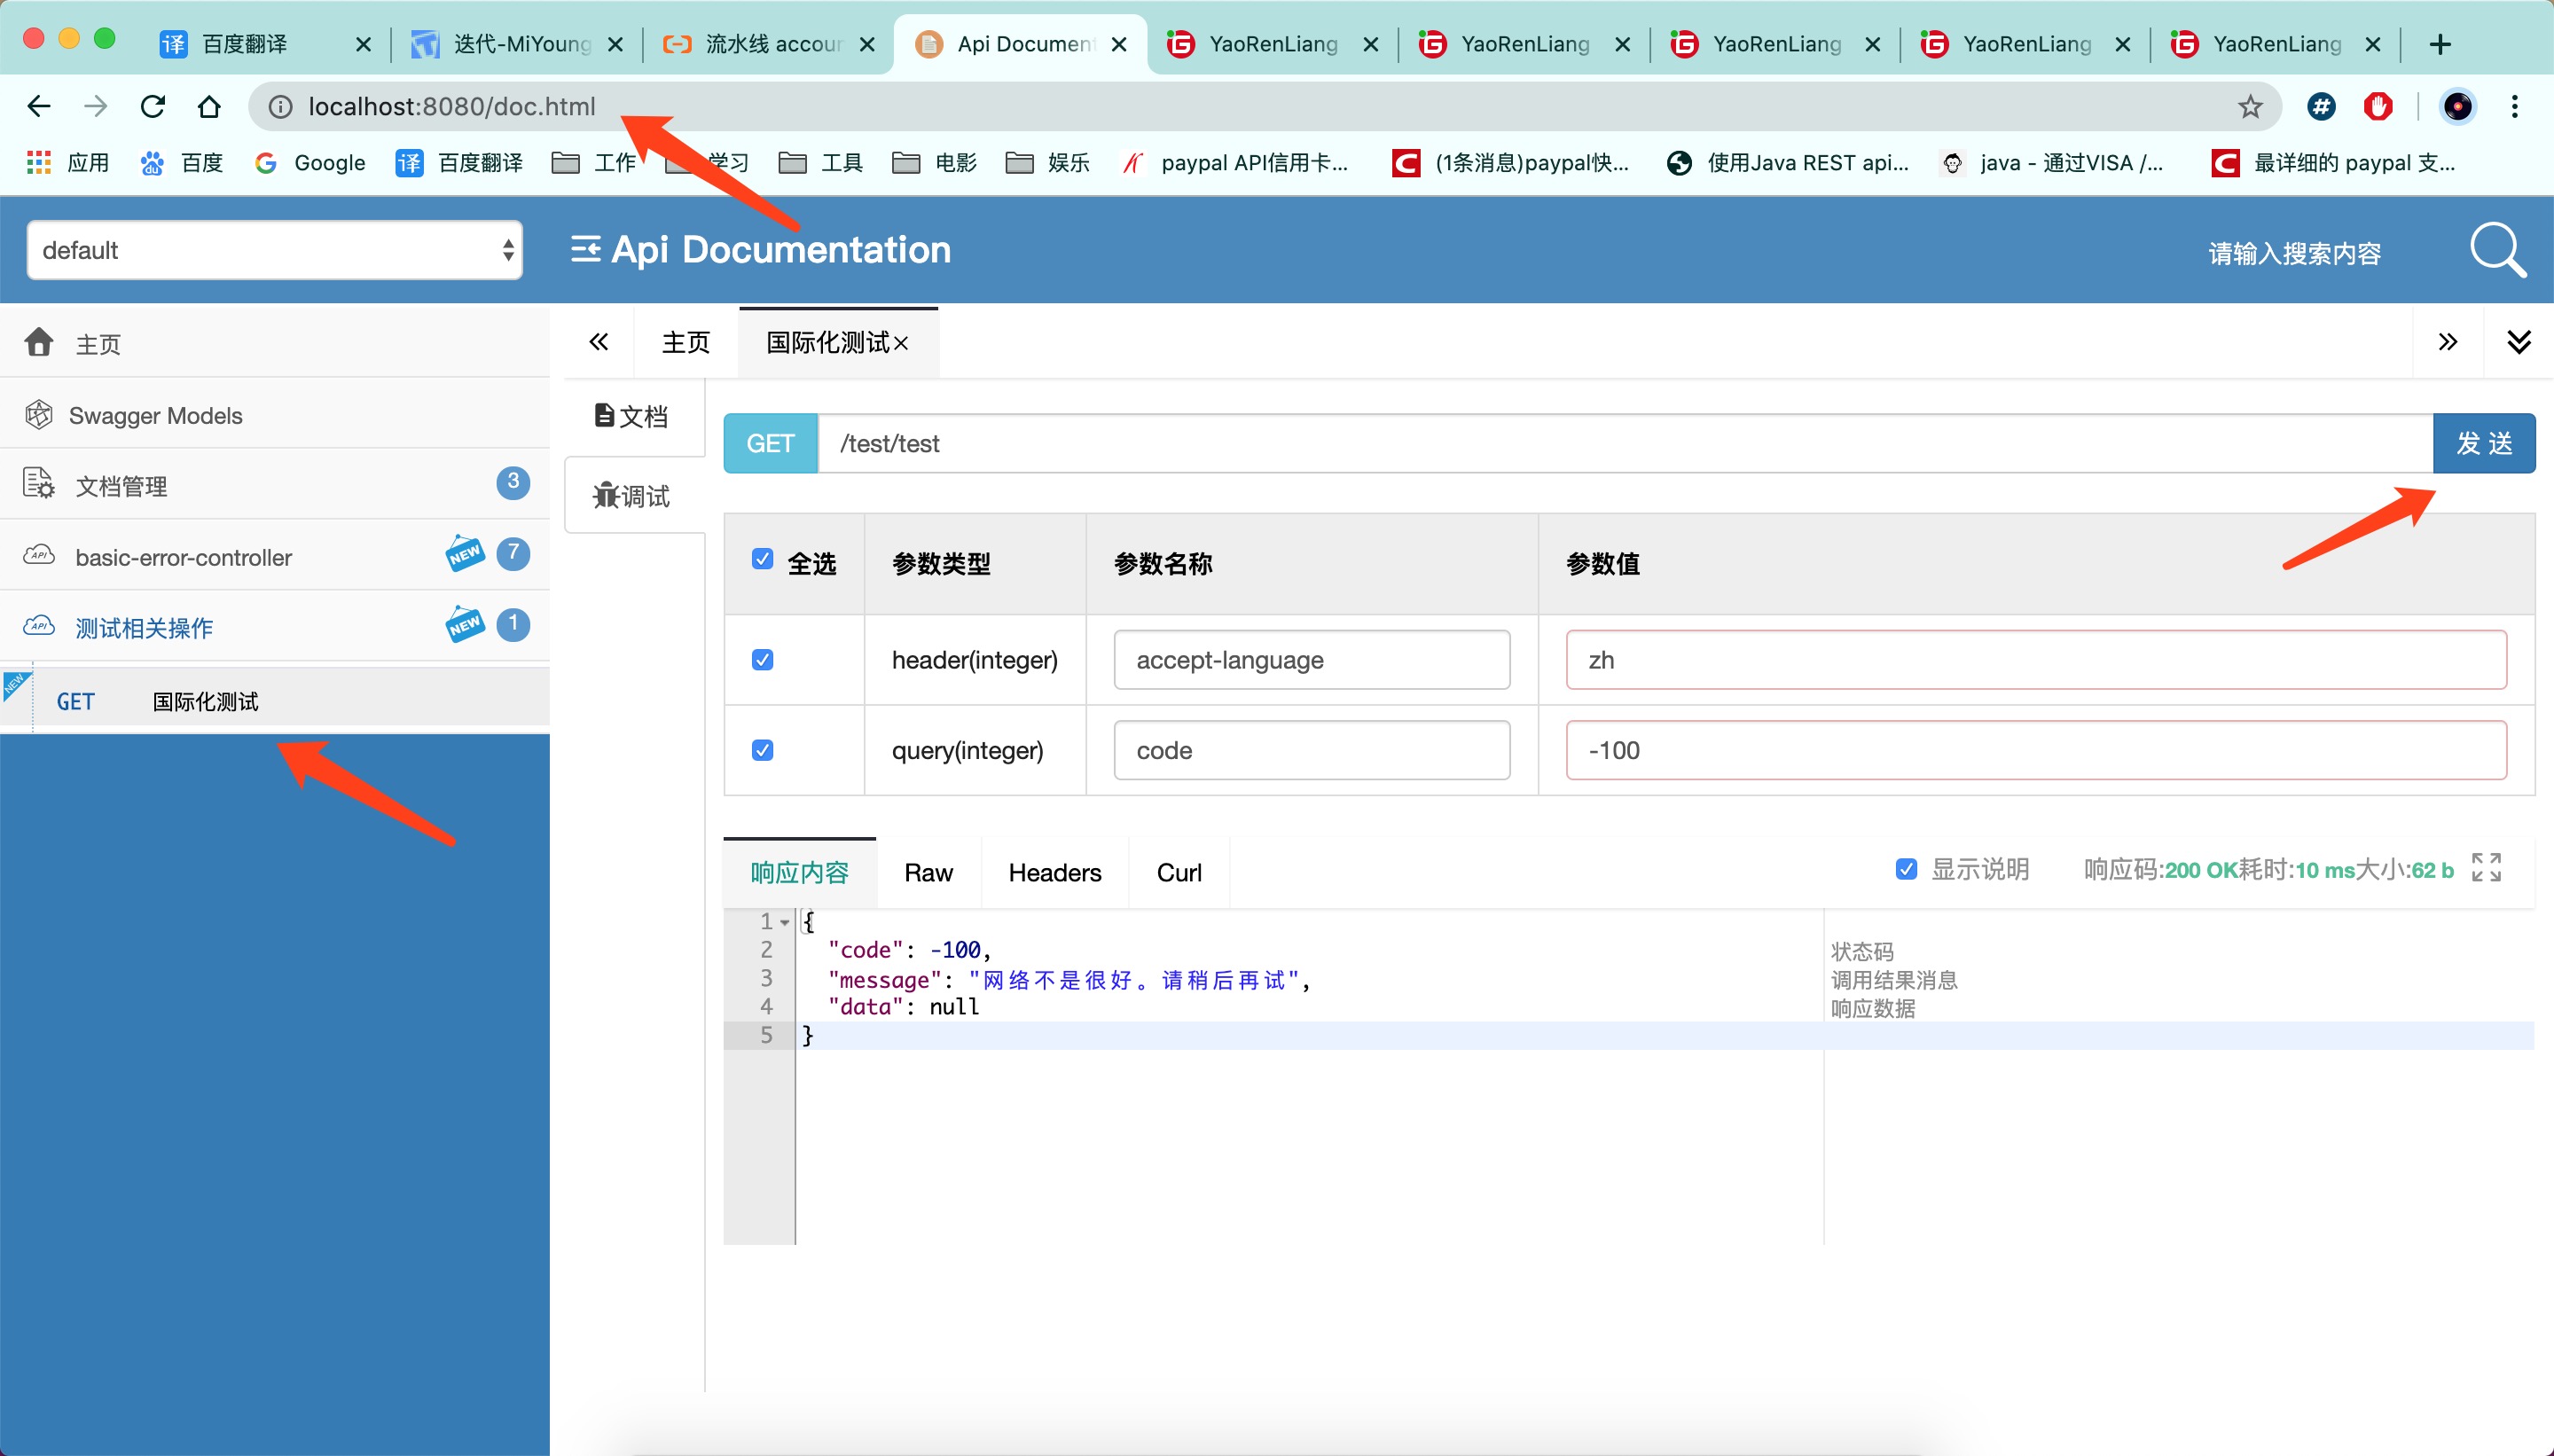 百度翻译
迭代-MiYoung
流水线 accoun
Api Document
YaoRenLiang
YaoRenLiang
YaoRenLiang
YaoRenLiang
YaoRenLiang
localhost:8080/doc.html
应用
百度
Google
百度翻译
工作
学习
工具
电影
娱乐
paypal API信用卡...
(1条消息)paypal快...
使用Java REST api...
java - 通过VISA /...
最详细的 paypal 支...
default
Api Documentation
请输入搜索内容
主页
Swagger Models
文档管理 3
basic-error-controller NEW 7
测试相关操作 NEW 1
NEW GET 国际化测试
主页
国际化测试
文档
调试
GET /test/test 发 送
全选 参数类型 参数名称 参数值
header(integer) accept-language zh
query(integer) code -100
响应内容 Raw Headers Curl
显示说明 响应码:200 OK耗时:10 ms大小:62 b
1 {
2 "code": -100, 状态码
3 "message": "网络不是很好。请稍后再试", 调用结果消息
4 "data": null 响应数据
5 }